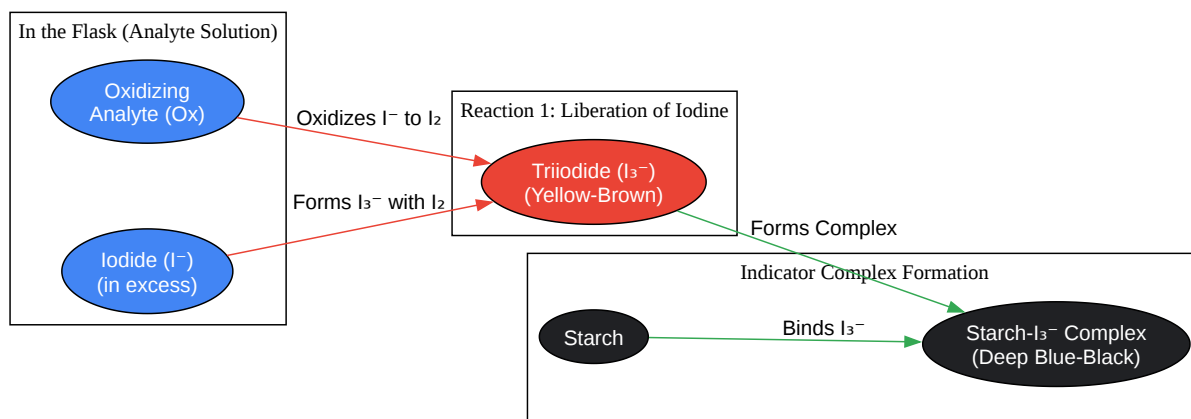 In the Flask (Analyte Solution)
Oxidizing
Analyte (Ox)
Oxidizes I⁻ to I₂
Reaction 1: Liberation of Iodine
Triiodide (I₃⁻)
(Yellow-Brown)
Forms I₃⁻ with I₂
Iodide (I⁻)
(in excess)
Forms Complex
Indicator Complex Formation
Starch
Binds I₃⁻
Starch-I₃⁻ Complex
(Deep Blue-Black)